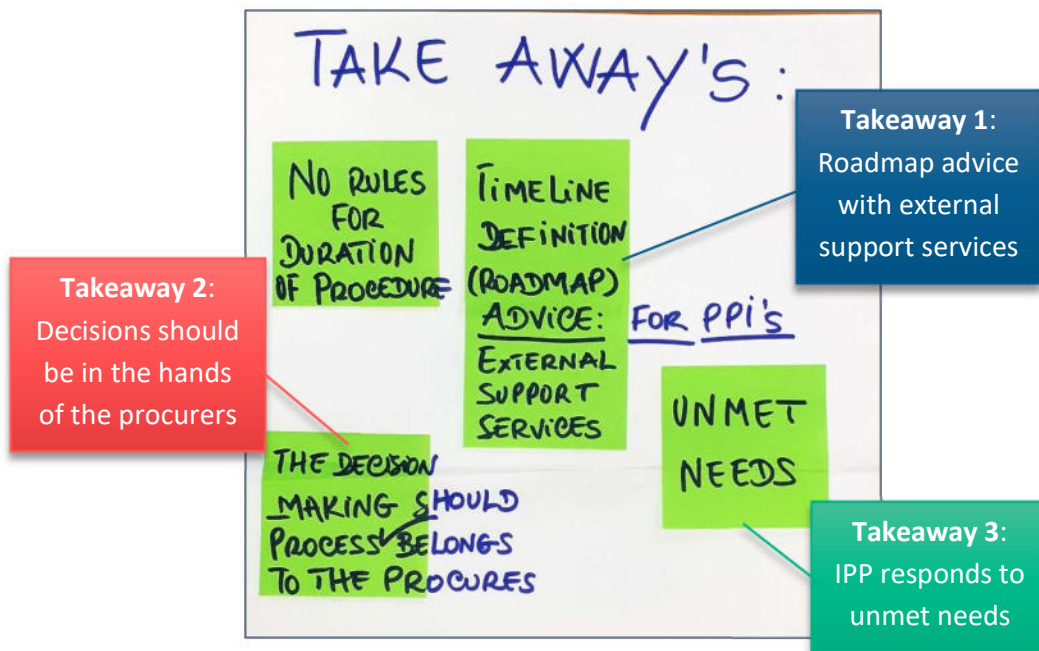 TAKE AWAY'S:
Takeaway 1:
Roadmap advice
with external
support services
NO RULES
FOR
DURATION
OF PROCEDURE
TIMELINE
DEFINITION
(ROADMAP)
ADVICE: FOR PPI's
EXTERNAL
SUPPORT
SERVICES
Takeaway 2:
Decisions should
be in the hands
of the procurers
UNMET
NEEDS
THE DECISION
MAKING SHOULD
PROCESS BELONGS
TO THE PROCURES
Takeaway 3:
IPP responds to
unmet needs